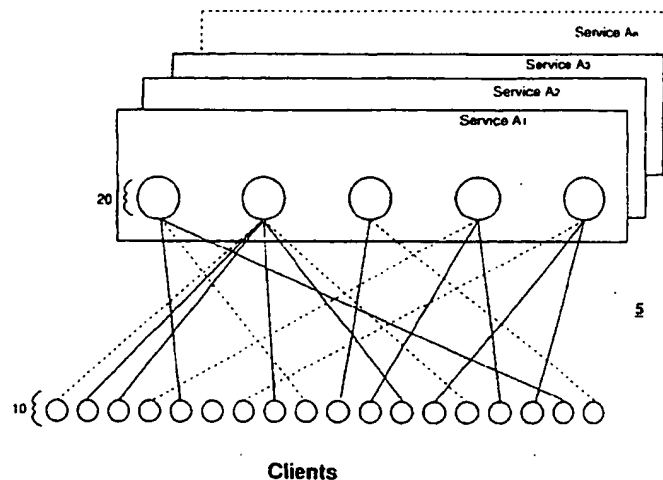 Service An
Service A3
Service A2
Service A1
20
5
10
Clients